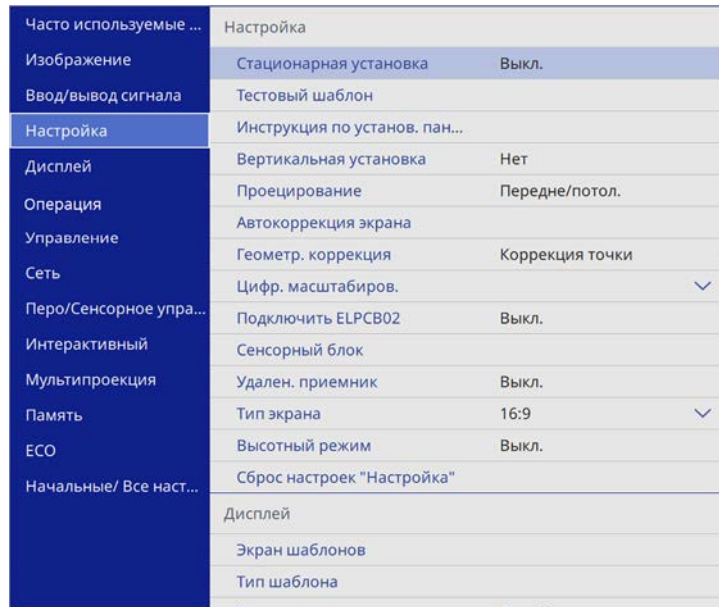 Часто используемые ...
Изображение
Ввод/вывод сигнала
Настройка
Дисплей
Операция
Управление
Сеть
Перо/Сенсорное упра...
Интерактивный
Мультипроекция
Память
ECO
Начальные/ Все наст...
Настройка
Стационарная установка Выкл.
Тестовый шаблон
Инструкция по установ. пан...
Вертикальная установка Нет
Проецирование Передне/потол.
Автокоррекция экрана
Геометр. коррекция Коррекция точки
Цифр. масштабиров.
Подключить ELPCB02 Выкл.
Сенсорный блок
Удален. приемник Выкл.
Тип экрана 16:9
Высотный режим Выкл.
Сброс настроек "Настройка"
Дисплей
Экран шаблонов
Тип шаблона